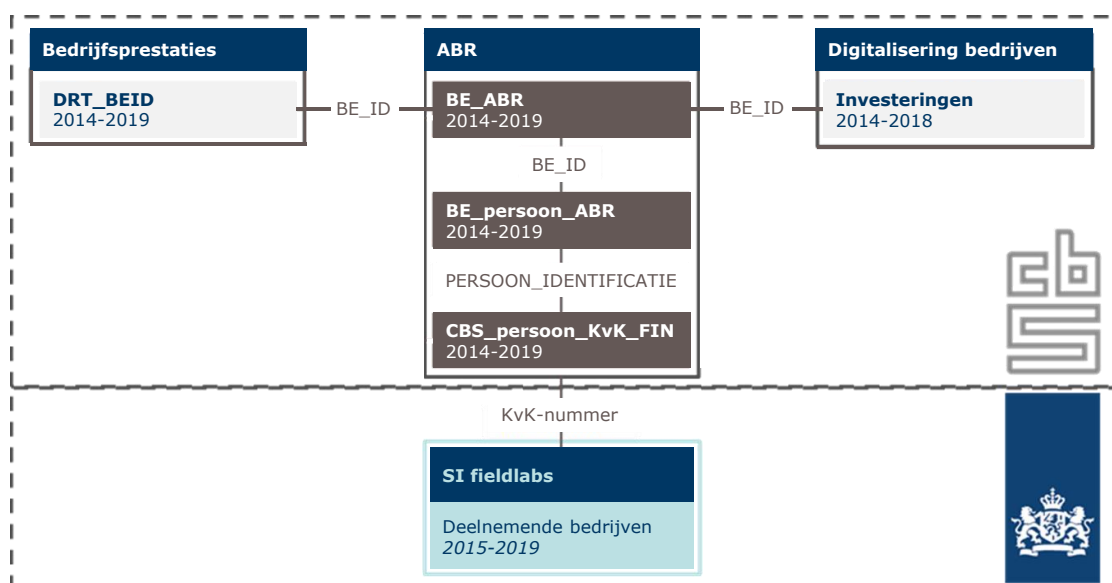 Bedrijfsprestaties
DRT_BEID
2014-2019
BE_ID
ABR
BE_ABR
2014-2019
BE_ID
Digitalisering bedrijven
Investeringen
2014-2018
BE_ID
BE_persoon_ABR
2014-2019
PERSOON_IDENTIFICATIE
CBS_persoon_KvK_FIN
2014-2019
cbs
KvK-nummer
SI fieldlabs
Deelnemende bedrijven
2015-2019